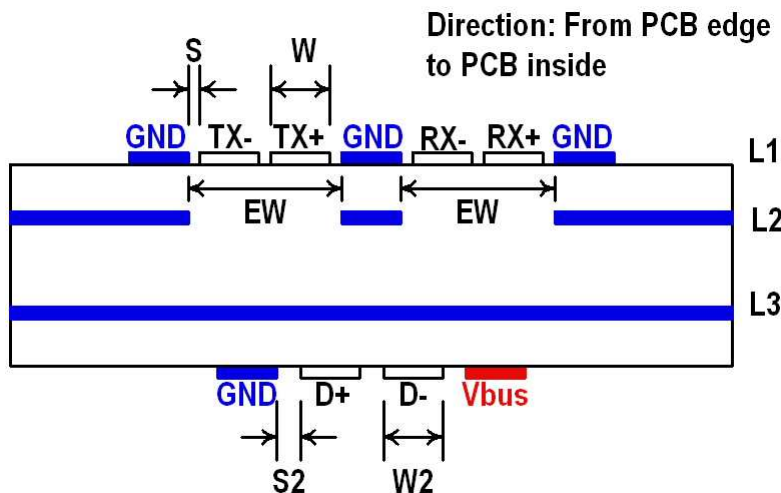 Direction: From PCB edge
to PCB inside
S
W
GND TX- TX+ GND RX- RX+ GND
L1
EW
EW
L2
L3
GND D+ D- Vbus
S2
W2